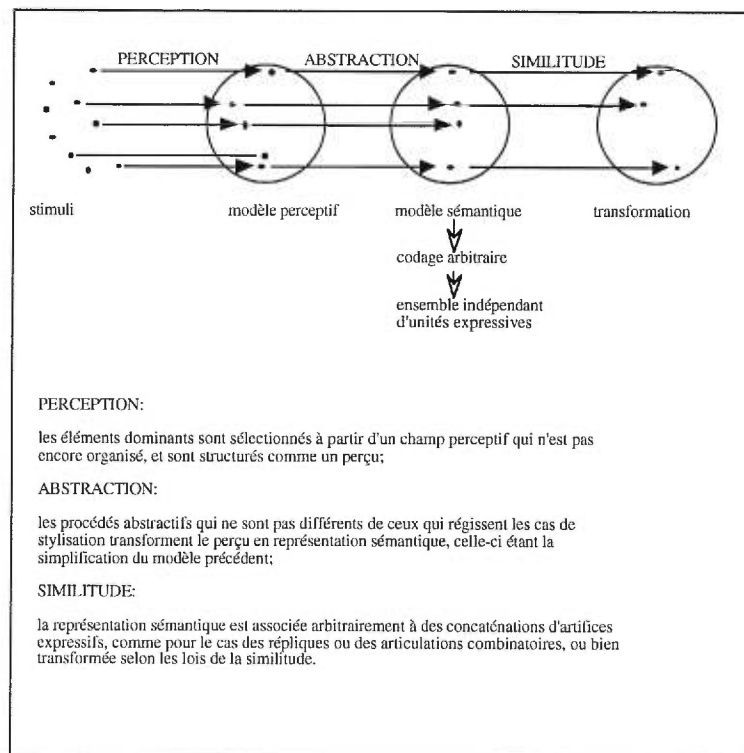 PERCEPTION ABSTRACTION SIMILITUDE
stimuli modèle perceptif modèle sémantique transformation
codage arbitraire
ensemble indépendant
d'unités expressives
PERCEPTION:
les éléments dominants sont sélectionnés à partir d'un champ perceptif qui n'est pas
encore organisé, et sont structurés comme un perçu;
ABSTRACTION:
les procédés abstractifs qui ne sont pas différents de ceux qui régissent les cas de
stylisation transforment le perçu en représentation sémantique, celle-ci étant la
simplification du modèle précédent;
SIMILITUDE:
la représentation sémantique est associée arbitrairement à des concaténations d'artifices
expressifs, comme pour le cas des répliques ou des articulations combinatoires, ou bien
transformée selon les lois de la similitude.